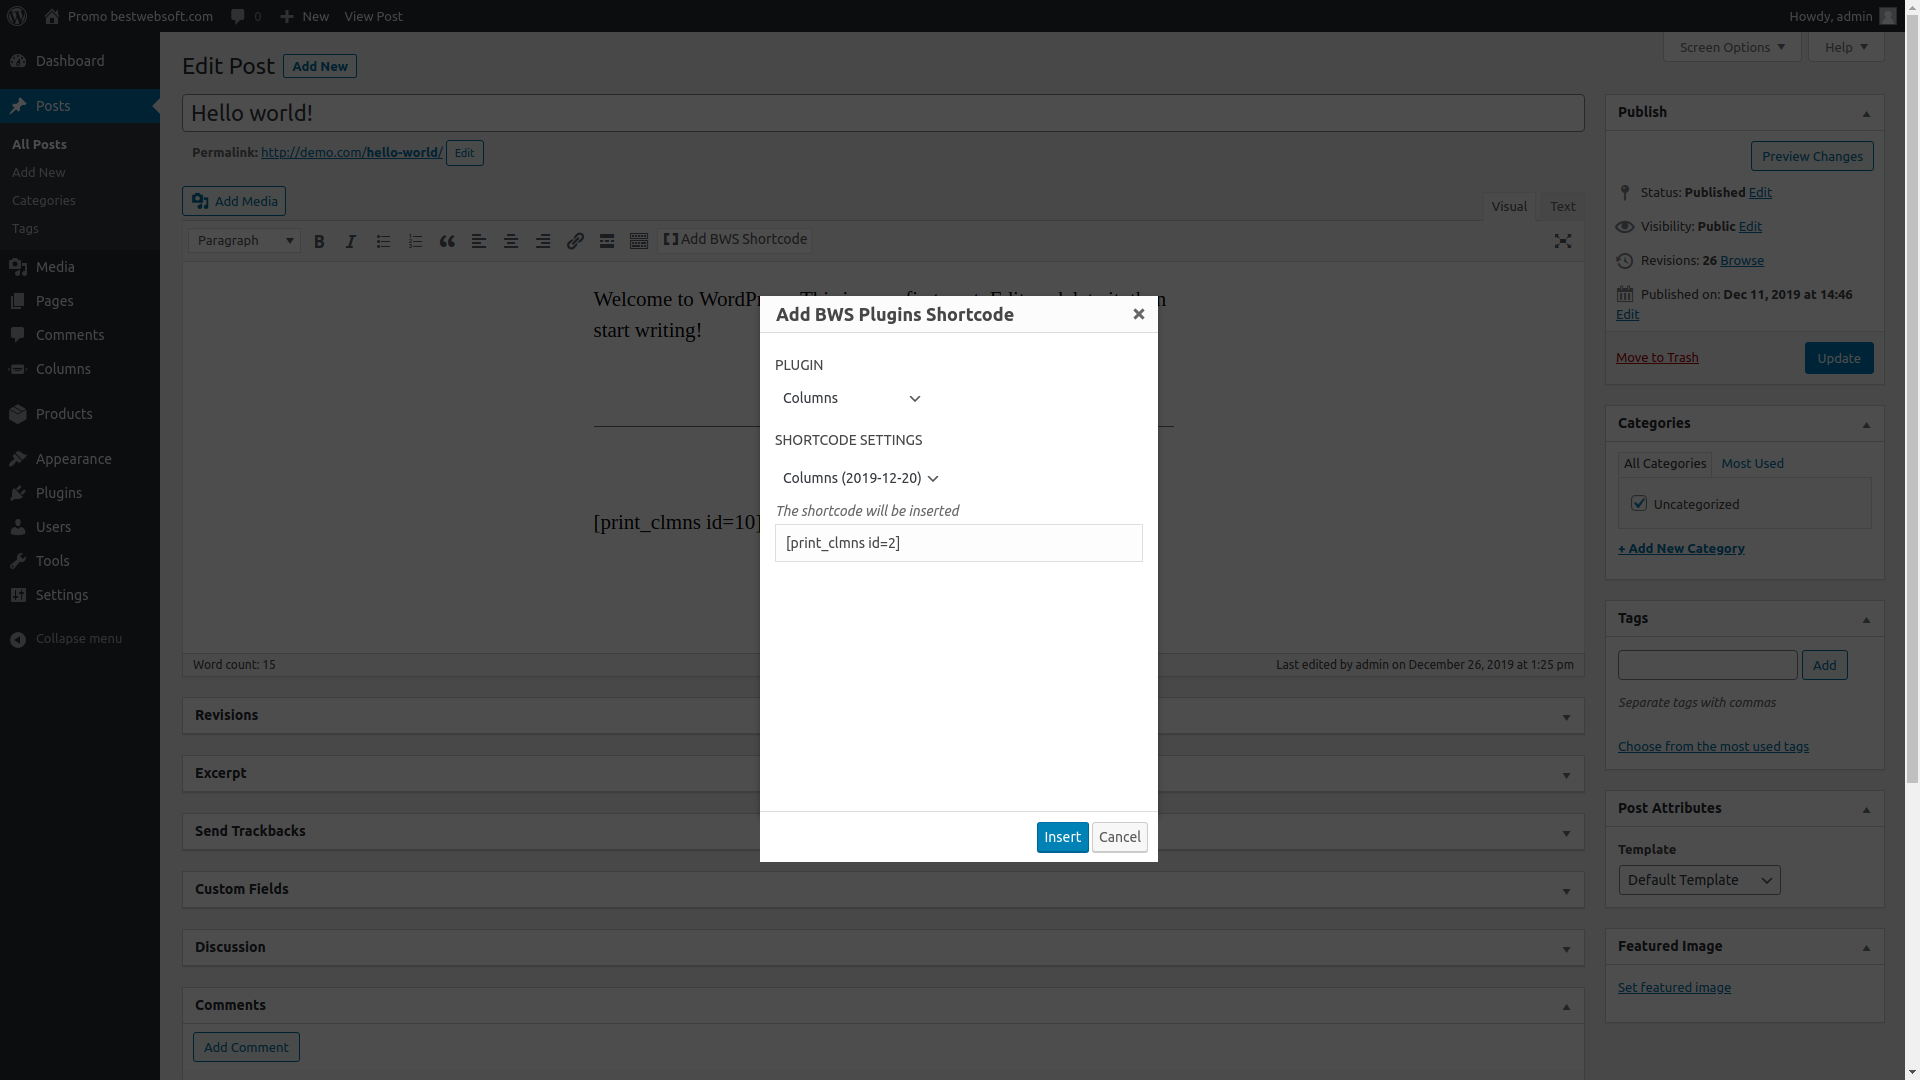 Promo bestwebsoft.com 0 New View Post Howdy, admin
Dashboard
Posts
All Posts
Add New
Categories
Tags
Media
Pages
Comments
Columns
Products
Appearance
Plugins
Users
Tools
Settings
Collapse menu
Screen Options Help
Edit Post Add New
Hello world!
Permalink: http://demo.com/hello-world/ Edit
Add Media Visual Text
Paragraph Add BWS Shortcode
Welcome to WordPr
start writing!
[print_clmns id=10]
Word count: 15 Last edited by admin on December 26, 2019 at 1:25 pm
Revisions
Excerpt
Send Trackbacks
Custom Fields
Discussion
Comments
Add Comment
Add BWS Plugins Shortcode
PLUGIN
Columns
SHORTCODE SETTINGS
Columns (2019-12-20)
The shortcode will be inserted
[print_clmns id=2]
Insert Cancel
Publish
Preview Changes
Status: Published Edit
Visibility: Public Edit
Revisions: 26 Browse
Published on: Dec 11, 2019 at 14:46
Edit
Move to Trash Update
Categories
All Categories Most Used
Uncategorized
+ Add New Category
Tags
Add
Separate tags with commas
Choose from the most used tags
Post Attributes
Template
Default Template
Featured Image
Set featured image